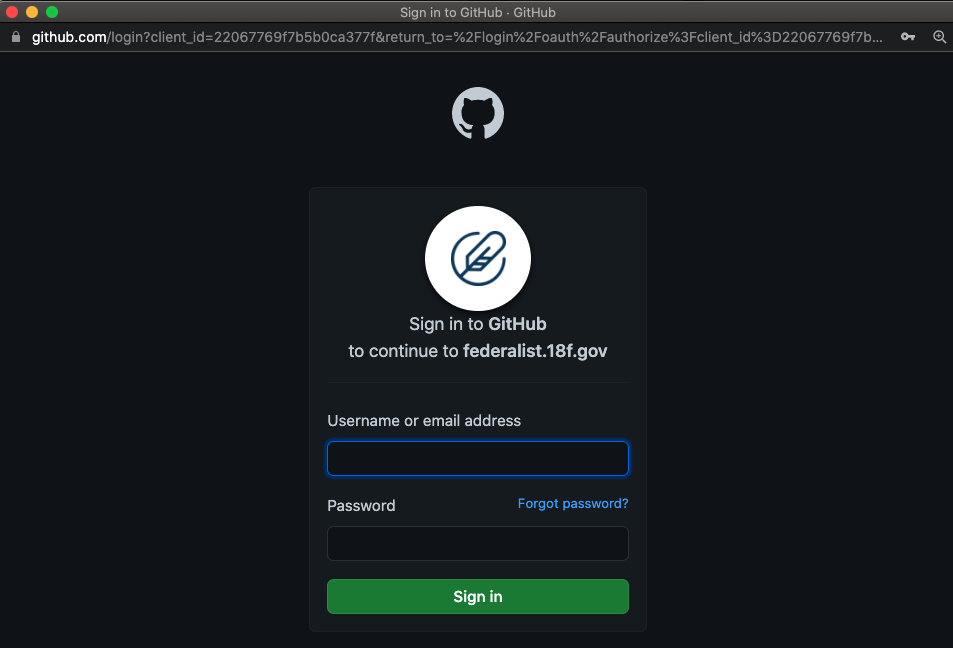 Sign in to GitHub · GitHub
github.com/login?client_id=22067769f7b5b0ca377f&return_to=%2Flogin%2Foauth%2Fauthorize%3Fclient_id%3D22067769f7b...
Sign in to GitHub
to continue to federalist.18f.gov
Username or email address
Password
Forgot password?
Sign in